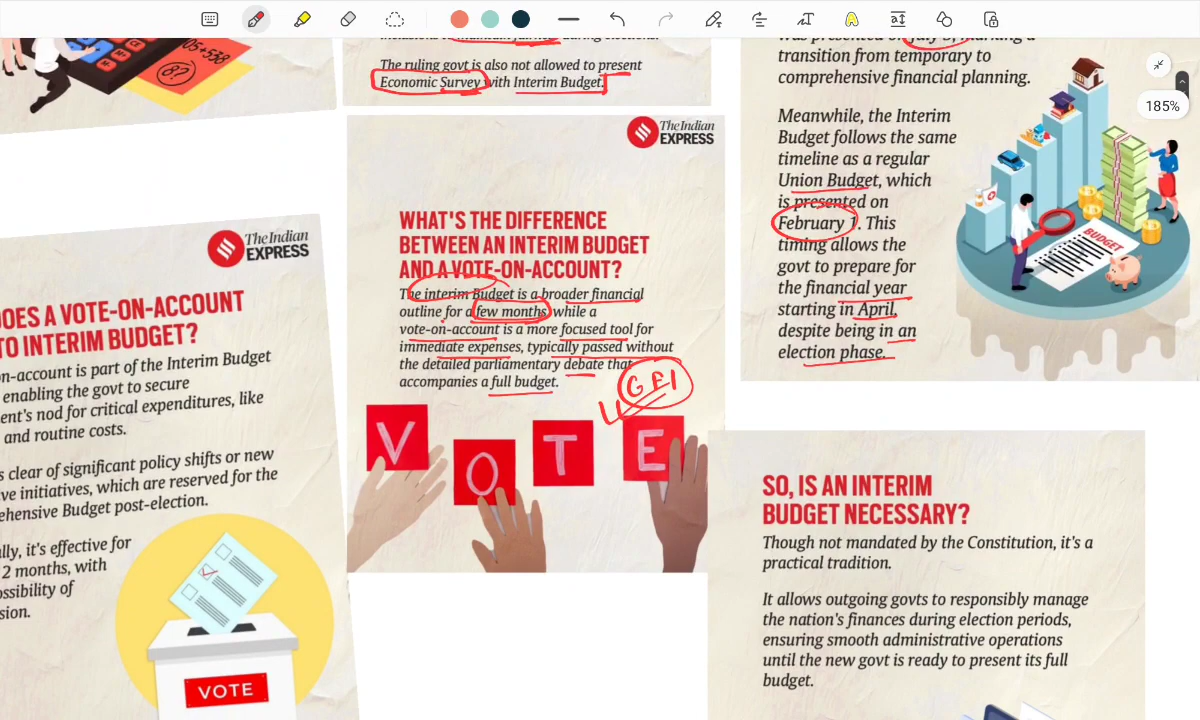 185%
05+538
The ruling govt is also not allowed to present
Economic Survey with Interim Budget.
The Indian
EXPRESS
WHAT'S THE DIFFERENCE
BETWEEN AN INTERIM BUDGET
AND A VOTE-ON-ACCOUNT?
The interim Budget is a broader financial
outline for a few months while a
vote-on-account is a more focused tool for
immediate expenses, typically passed without
the detailed parliamentary debate that
accompanies a full budget.
V O T E
transition from temporary to
comprehensive financial planning.
Meanwhile, the Interim
Budget follows the same
timeline as a regular
Union Budget, which
is presented on
February 1. This
timing allows the
govt to prepare for
the financial year
starting in April,
despite being in an
election phase.
BUDGET
The Indian
EXPRESS
OES A VOTE-ON-ACCOUNT
TO INTERIM BUDGET?
n-account is part of the Interim Budget
enabling the govt to secure
ent's nod for critical expenditures, like
and routine costs.
s clear of significant policy shifts or new
ve initiatives, which are reserved for the
ehensive Budget post-election.
lly, it's effective for
2 months, with
ossibility of
sion.
VOTE
SO, IS AN INTERIM
BUDGET NECESSARY?
Though not mandated by the Constitution, it's a
practical tradition.
It allows outgoing govts to responsibly manage
the nation's finances during election periods,
ensuring smooth administrative operations
until the new govt is ready to present its full
budget.